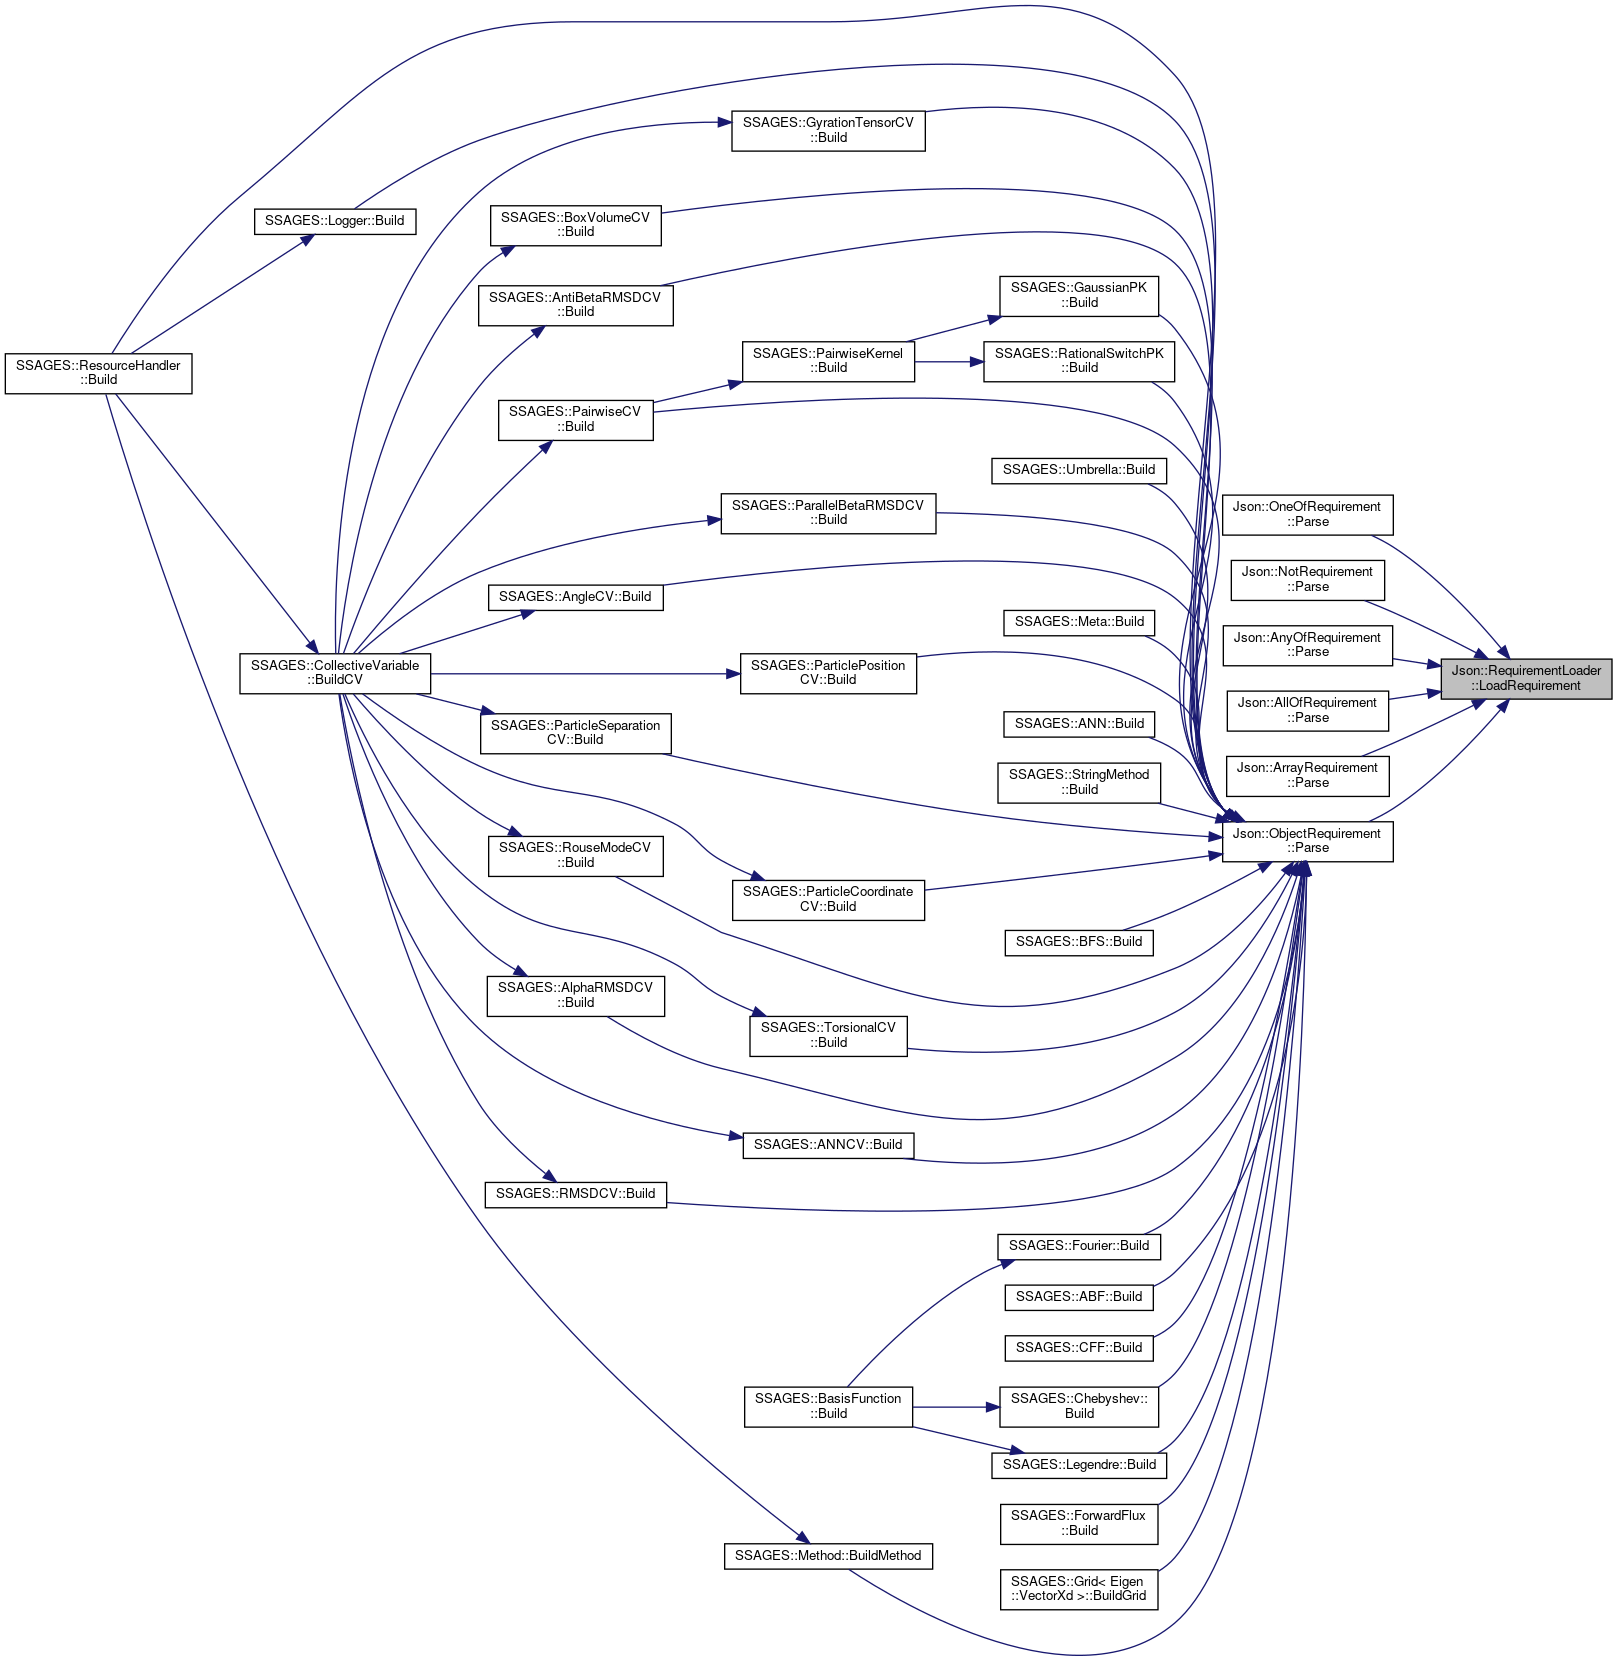 SSAGES::GyrationTensorCV
::Build
SSAGES::Logger::Build
SSAGES::BoxVolumeCV
::Build
SSAGES::AntiBetaRMSDCV
::Build
SSAGES::GaussianPK
::Build
SSAGES::PairwiseKernel
::Build
SSAGES::RationalSwitchPK
::Build
SSAGES::ResourceHandler
::Build
SSAGES::PairwiseCV
::Build
SSAGES::Umbrella::Build
SSAGES::ParallelBetaRMSDCV
::Build
Json::OneOfRequirement
::Parse
Json::NotRequirement
::Parse
SSAGES::AngleCV::Build
SSAGES::Meta::Build
Json::AnyOfRequirement
::Parse
SSAGES::CollectiveVariable
::BuildCV
SSAGES::ParticlePosition
CV::Build
Json::RequirementLoader
::LoadRequirement
Json::AllOfRequirement
::Parse
SSAGES::ParticleSeparation
CV::Build
SSAGES::ANN::Build
Json::ArrayRequirement
::Parse
SSAGES::StringMethod
::Build
Json::ObjectRequirement
::Parse
SSAGES::RouseModeCV
::Build
SSAGES::ParticleCoordinate
CV::Build
SSAGES::BFS::Build
SSAGES::AlphaRMSDCV
::Build
SSAGES::TorsionalCV
::Build
SSAGES::ANNCV::Build
SSAGES::RMSDCV::Build
SSAGES::Fourier::Build
SSAGES::ABF::Build
SSAGES::CFF::Build
SSAGES::BasisFunction
::Build
SSAGES::Chebyshev::
Build
SSAGES::Legendre::Build
SSAGES::ForwardFlux
::Build
SSAGES::Method::BuildMethod
SSAGES::Grid< Eigen
::VectorXd >::BuildGrid